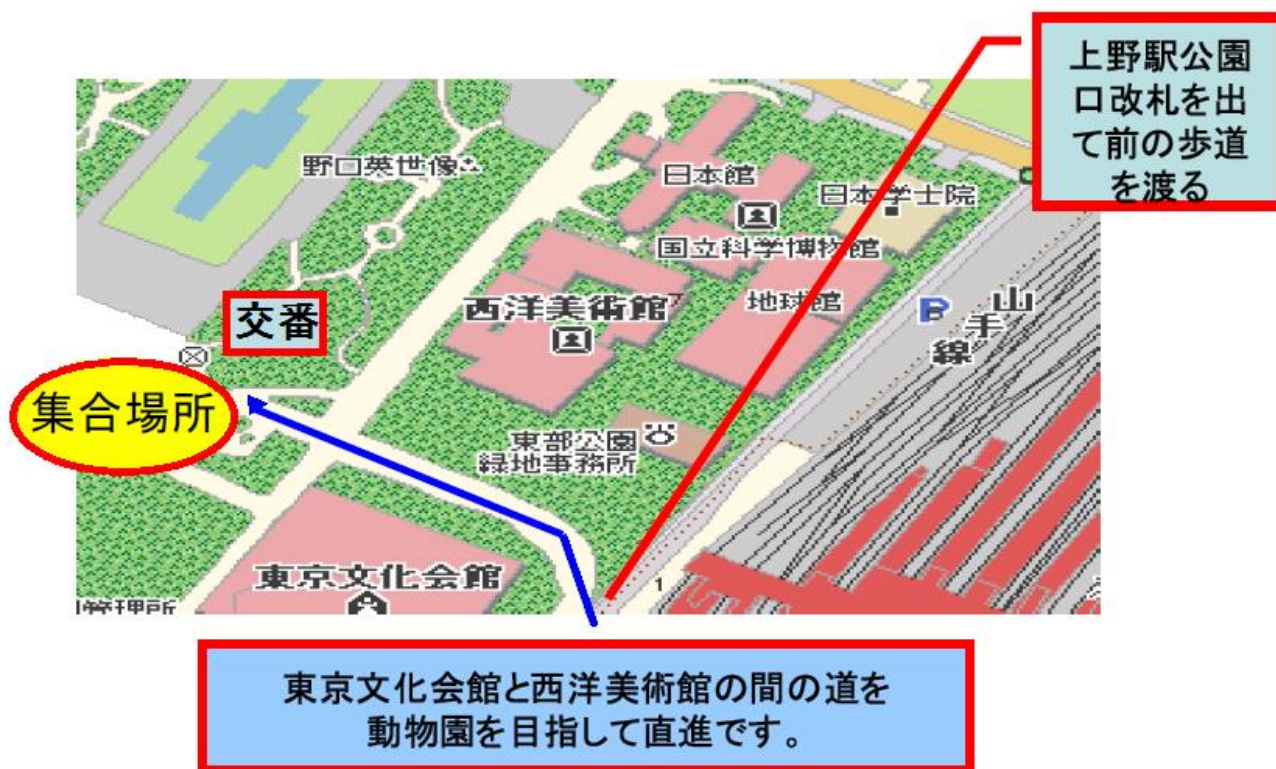 上野駅公園
口改札を出
て前の歩道
を渡る
野口英世像
日本館
日本学士院
国立科学博物館
西洋美術館
地球館
P
山手線
交番
集合場所
東部公園
緑地事務所
東京文化会館
管理所
1
東京文化会館と西洋美術館の間の道を
動物園を目指して直進です。